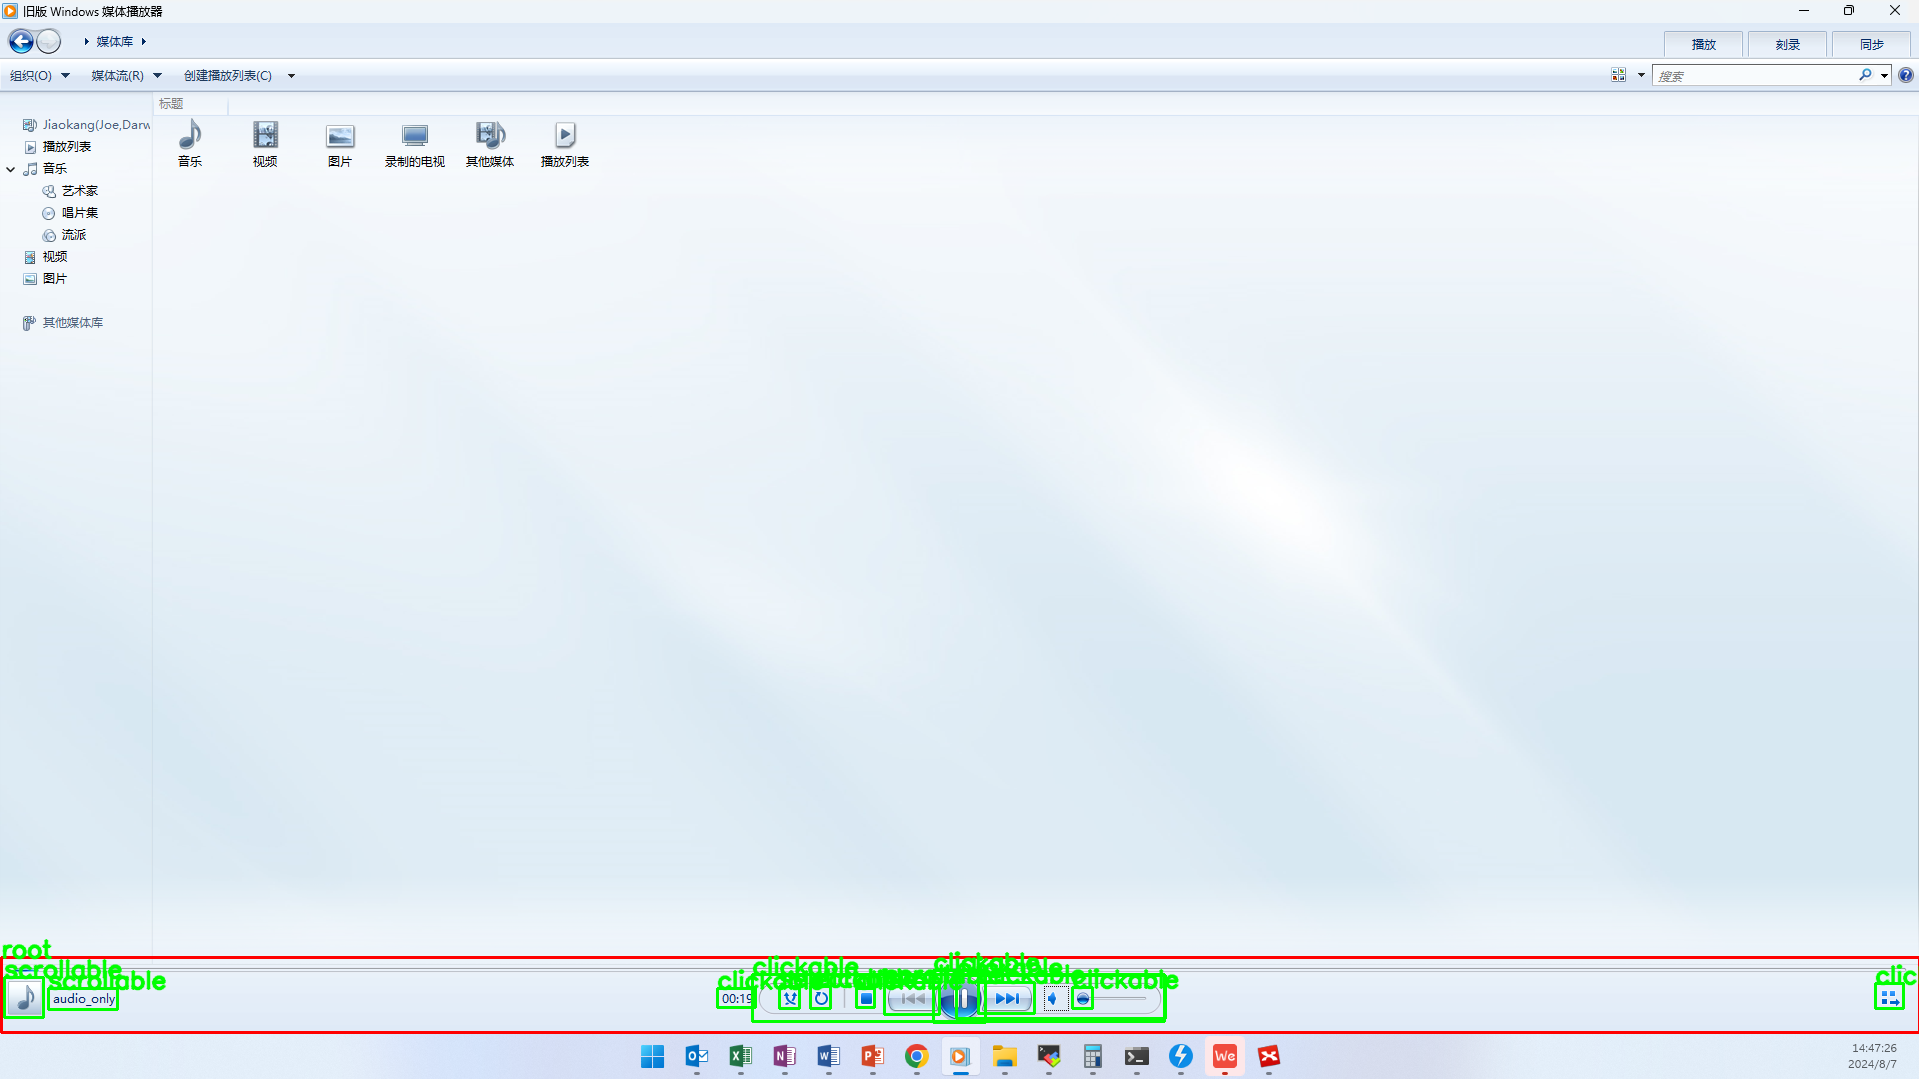 旧版 Windows 媒体播放器
媒体库
播放
刻录
同步
组织(O)
媒体流(R)
创建播放列表(C)
搜索
标题
Jiaokang(Joe,Darw
播放列表
音乐
艺术家
唱片集
流派
视频
图片
其他媒体库
音乐
视频
图片
录制的电视
其他媒体
播放列表
root
scrollable
scrollable
audio_only
clickable
clickable
00:19
clickable
clickable
clic
14:47:26
2024/8/7